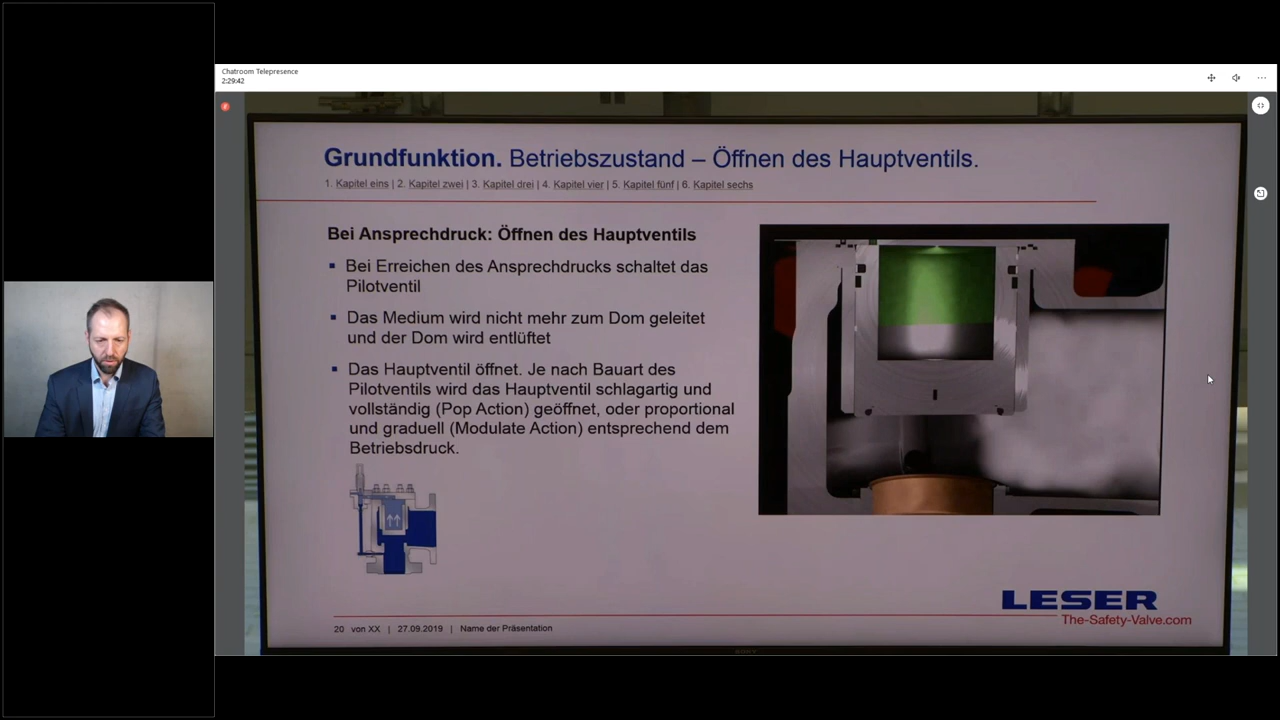 Chatroom Telepresence
2:29:42
Grundfunktion. Betriebszustand – Öffnen des Hauptventils.
1. Kapitel eins | 2. Kapitel zwei | 3. Kapitel drei | 4. Kapitel vier | 5. Kapitel fünf | 6. Kapitel sechs
Bei Ansprechdruck: Öffnen des Hauptventils
Bei Erreichen des Ansprechdrucks schaltet das
Pilotventil
Das Medium wird nicht mehr zum Dom geleitet
und der Dom wird entlüftet
Das Hauptventil öffnet. Je nach Bauart des
Pilotventils wird das Hauptventil schlagartig und
vollständig (Pop Action) geöffnet, oder proportional
und graduell (Modulate Action) entsprechend dem
Betriebsdruck.
LESER
The-Safety-Valve.com
20 von XX | 27.09.2019 | Name der Präsentation
SONY